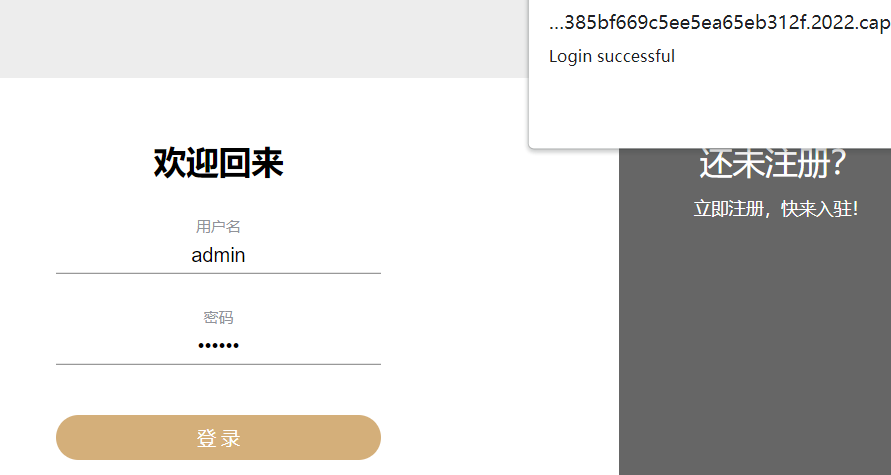 ...385bf669c5ee5ea65eb312f.2022.cap
Login successful
欢迎回来
用户名
admin
密码
••••••
登录
还未注册?
立即注册，快来入驻！